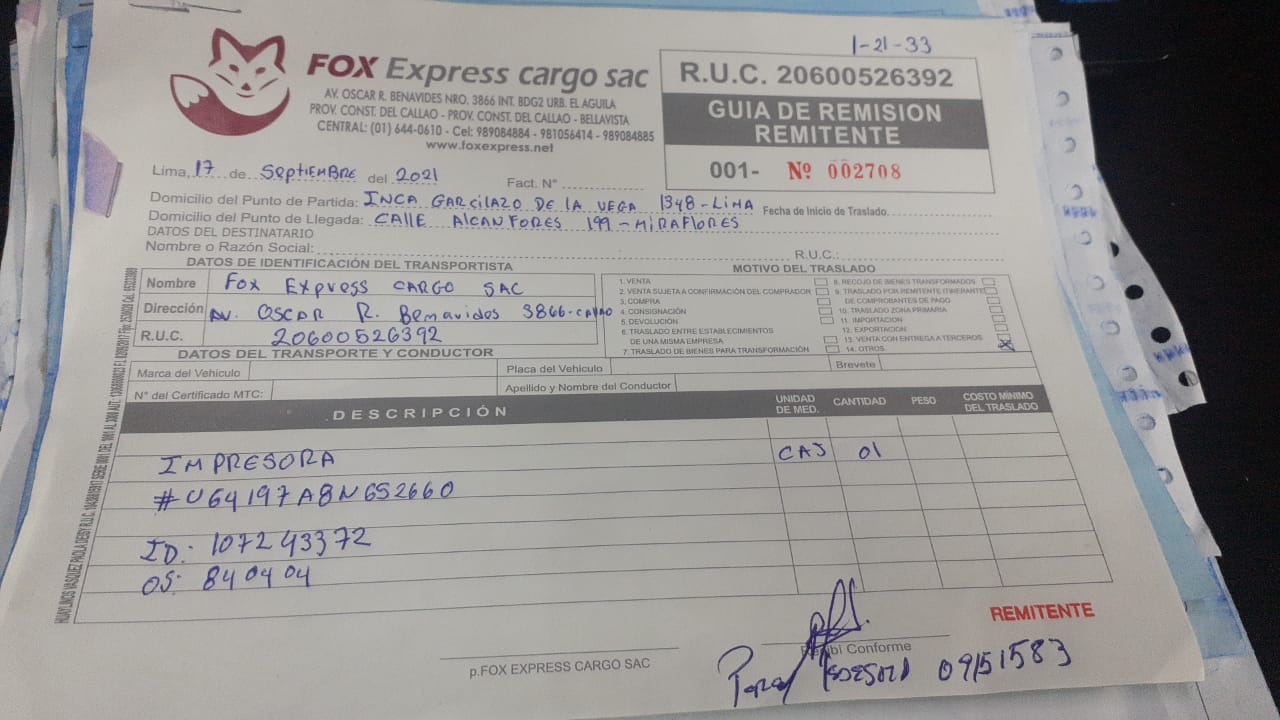 1-21-33
FOX Express cargo sac
AV. OSCAR R. BENAVIDES NRO. 3866 INT. BDG2 URB. EL AGUILA
PROV. CONST. DEL CALLAO - PROV. CONST. DEL CALLAO - BELLAVISTA
CENTRAL: (01) 644-0610 - Cel: 989084884 - 981056414 - 989084885
www.foxexpress.net
R.U.C. 20600526392
GUIA DE REMISION
REMITENTE
001- Nº 002708
Lima, 17 de SEPTIEMBRE del 2021 Fact. N°
Domicilio del Punto de Partida: INCA GARCILAZO DE LA VEGA 1348-LIMA Fecha de Inicio de Traslado
Domicilio del Punto de Llegada: CALLE ALCANFORES 199-MIRAFLORES
DATOS DEL DESTINATARIO
Nombre o Razón Social: R.U.C.:
DATOS DE IDENTIFICACIÓN DEL TRANSPORTISTA
Nombre FOX Express CARGO SAC
Dirección AV. OSCAR R. Benavides 3866-CALLAO
R.U.C. 20600526392
MOTIVO DEL TRASLADO
1. VENTA
2. VENTA SUJETA A CONFIRMACIÓN DEL COMPRADOR
3. COMPRA
4. CONSIGNACIÓN
5. DEVOLUCIÓN
6. TRASLADO ENTRE ESTABLECIMIENTOS
DE UNA MISMA EMPRESA
7. TRASLADO DE BIENES PARA TRANSFORMACIÓN
8. RECOJO DE BIENES TRANSFORMADOS
9. TRASLADO POR REMITENTE ITINERANTE
DE COMPROBANTES DE PAGO
10. TRASLADO ZONA PRIMARIA
11. IMPORTACION
12. EXPORTACION
13. VENTA CON ENTREGA A TERCEROS
14. OTROS X
DATOS DEL TRANSPORTE Y CONDUCTOR
Marca del Vehiculo Placa del Vehiculo Brevete
N° del Certificado MTC: Apellido y Nombre del Conductor
DESCRIPCIÓN UNIDAD DE MED. CANTIDAD PESO COSTO MÍNIMO DEL TRASLADO
IMPRESORA CAJ 01
#U64197A8N652660
ID: 107243372
OS: 840404
REMITENTE
p.FOX EXPRESS CARGO SAC
Recibí Conforme
09151583